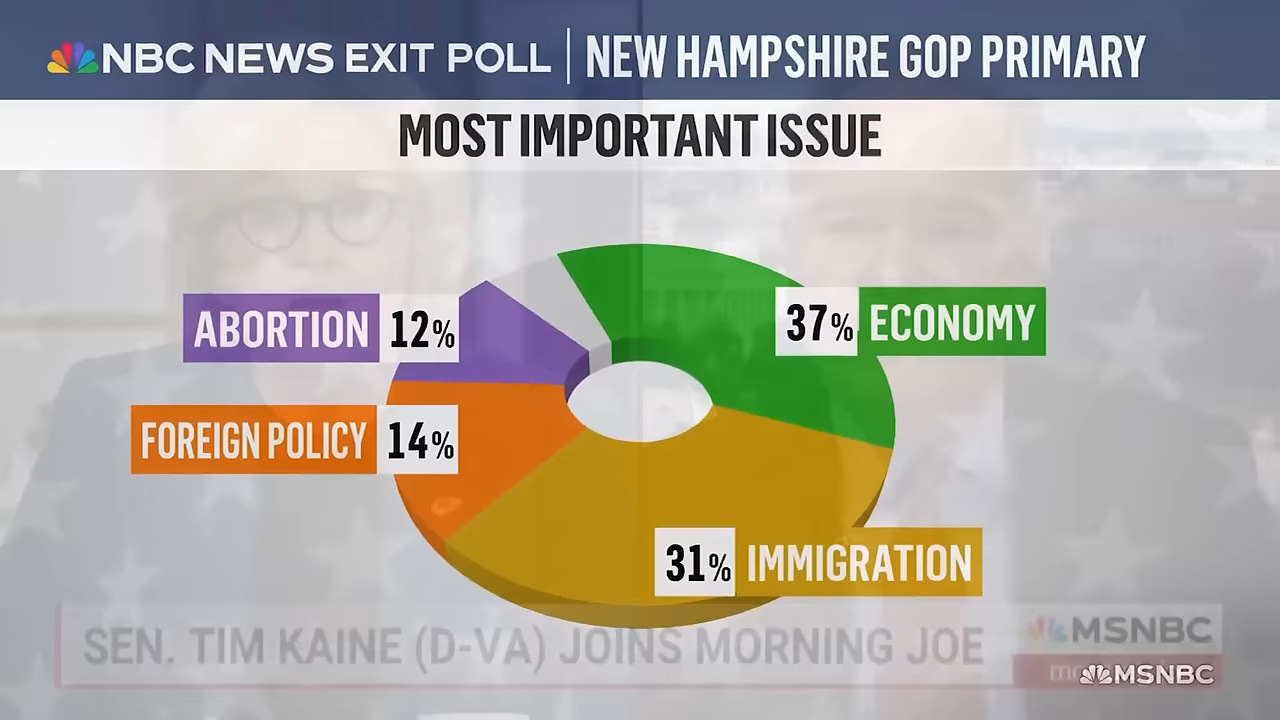 NBC NEWS EXIT POLL | NEW HAMPSHIRE GOP PRIMARY
MOST IMPORTANT ISSUE
37% ECONOMY
ABORTION 12%
FOREIGN POLICY 14%
31% IMMIGRATION
SEN. TIM KAINE (D-VA) JOINS MORNING JOE
MSNBC
MSNBC